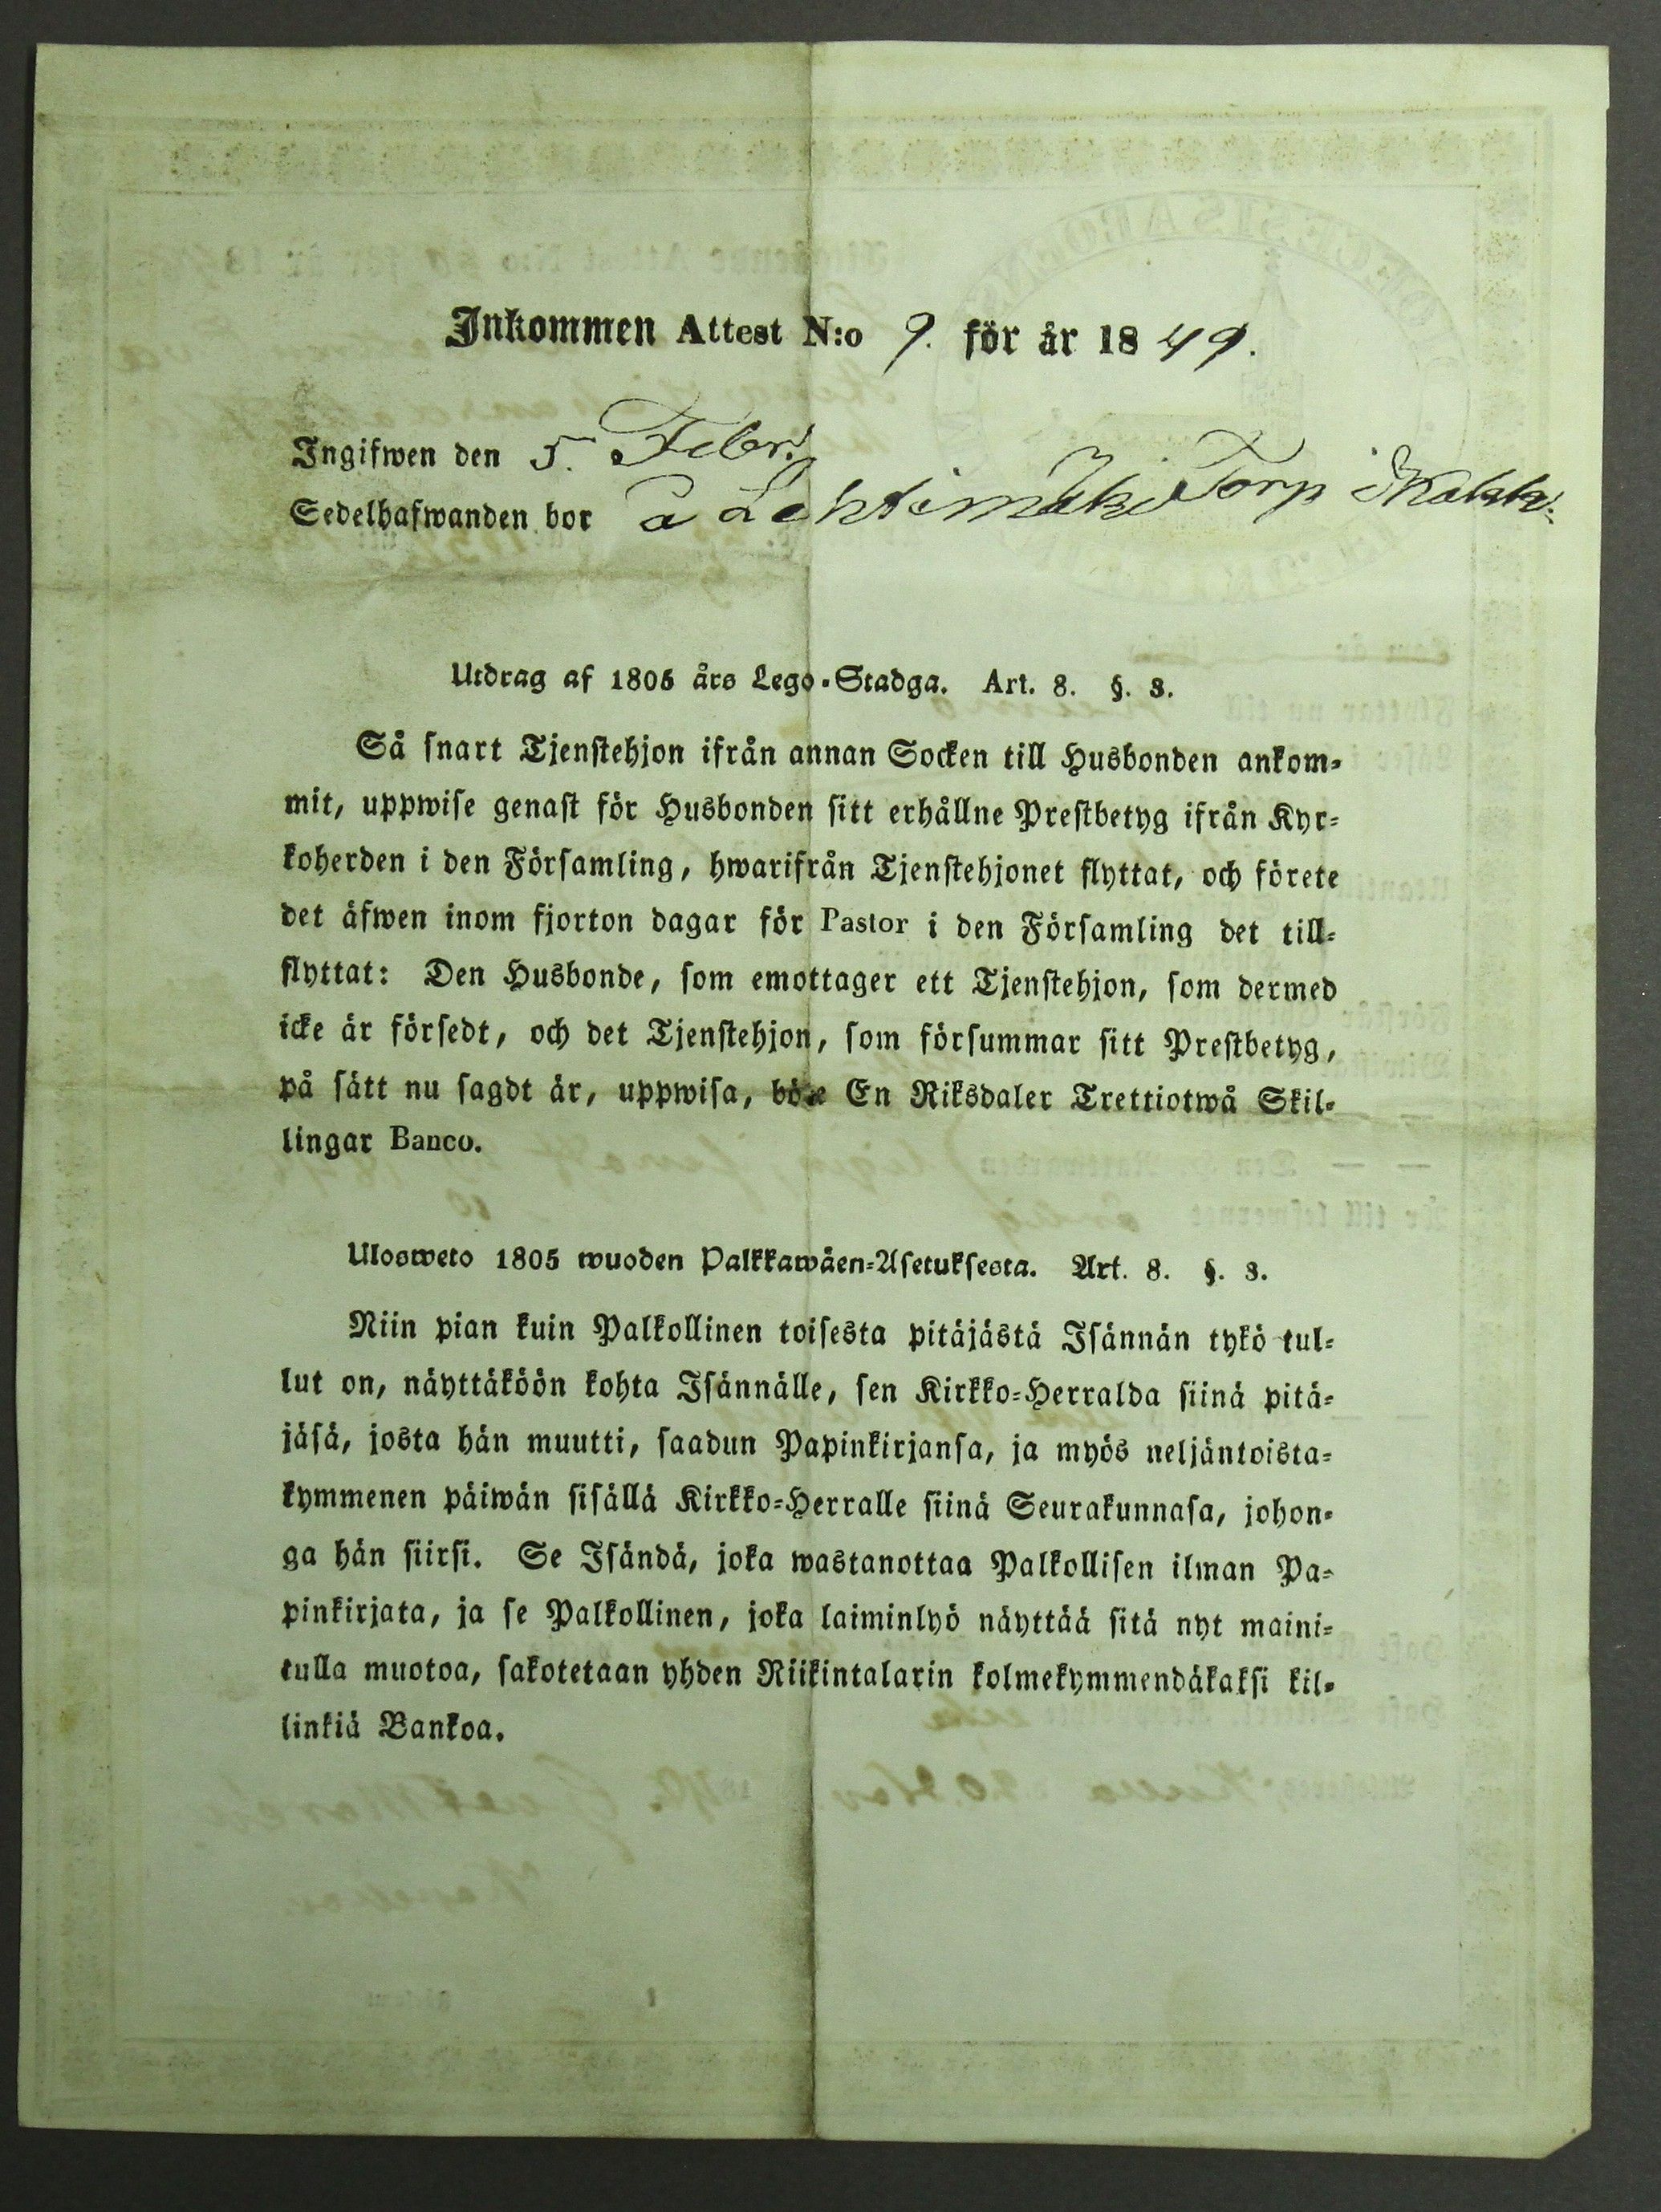 Inkommen Attest N:o 9. för år 1849.
Ingifwen den 5. Febr.
Sedelhafwanden bor å Lehtimäki Torp i
Utdrag af 1805 års Lego-Stadga. Art. 8. §. 3.
Så snart Tjenstehjon ifrån annan Socken till Husbonden ankom-
mit, uppwise genast för Husbonden sitt erhållne Prestbetyg ifrån Kyr-
koherden i den Församling, hwarifrån Tjenstehjonet flyttat, och förete
det äfwen inom fjorton dagar för Pastor i den Församling det till-
flyttat: Den Husbonde, som emottager ett Tjenstehjon, som dermed
icke är försedt, och det Tjenstehjon, som försummar sitt Prestbetyg,
på sätt nu sagdt är, uppwisa, böte En Riksdaler Trettiotwå Skil-
lingar Banco.
Ulosweto 1805 wuoden Palkkawäen-Asetuksesta. Art. 8. §. 3.
Niin pian kuin Palkollinen toisesta pitäjästä Isännän tykö tul-
lut on, näyttäköön kohta Isännälle, sen Kirkko-Herralda siinä pitä-
jäsä, josta hän muutti, saadun Papinkirjansa, ja myös neljäntoista-
kymmenen päiwän sisällä Kirkko-Herralle siinä Seurakunnasa, johon-
ga hän siirsi. Se Isändä, joka wastanottaa Palkollisen ilman Pa-
pinkirjata, ja se Palkollinen, joka laiminlyö näyttää sitä nyt maini-
tulla muotoa, sakotetaan yhden Riikintalarin kolmekymmendäkaksi kil-
linkiä Bankoa.